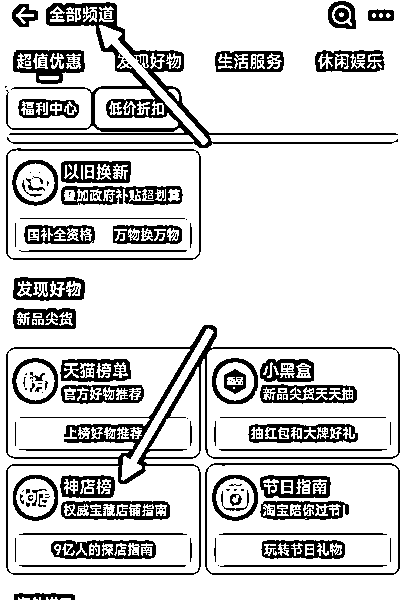 全部频道
超值优惠 发现好物 生活服务 休闲娱乐
福利中心 低价折扣
以旧换新
叠加政府补贴超划算
国补全资格 万物换万物
发现好物
新品尖货
天猫榜单 小黑盒
官方好物推荐 新品尖货天天抽
上榜好物推荐 抽红包和大牌好礼
神店榜 节日指南
权威宝藏店铺指南 淘宝陪你过节
9亿人的探店指南 玩转节日礼物